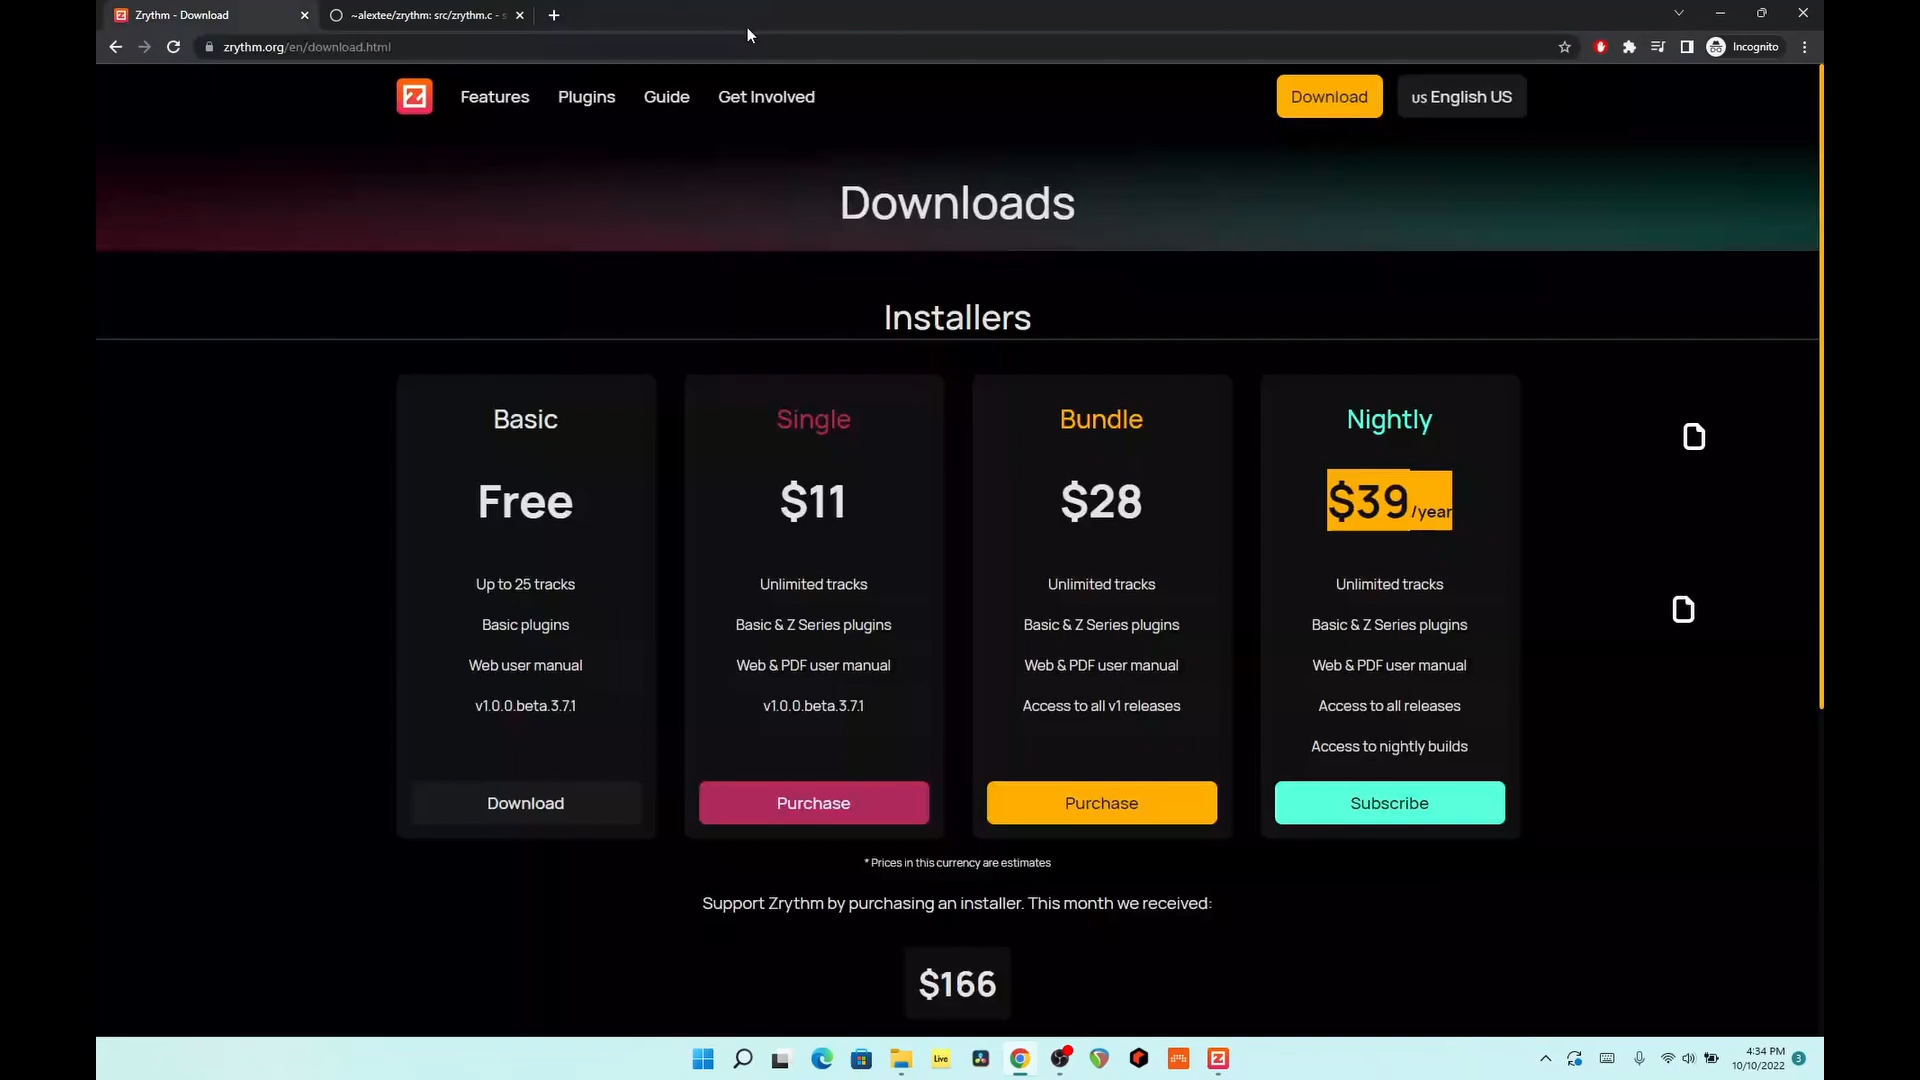 Zrythm - Download
~alextee/zrythm: src/zrythm.c - s
zrythm.org/en/download.html
Incognito
Features
Plugins
Guide
Get Involved
Download
US English US
Downloads
Installers
Basic
Free
Up to 25 tracks
Basic plugins
Web user manual
v1.0.0.beta.3.7.1
Download
Single
$11
Unlimited tracks
Basic & Z Series plugins
Web & PDF user manual
v1.0.0.beta.3.7.1
Purchase
Bundle
$28
Unlimited tracks
Basic & Z Series plugins
Web & PDF user manual
Access to all v1 releases
Purchase
Nightly
$39/year
Unlimited tracks
Basic & Z Series plugins
Web & PDF user manual
Access to all releases
Access to nightly builds
Subscribe
* Prices in this currency are estimates
Support Zrythm by purchasing an installer. This month we received:
$166
Live
4:34 PM
10/10/2022
3